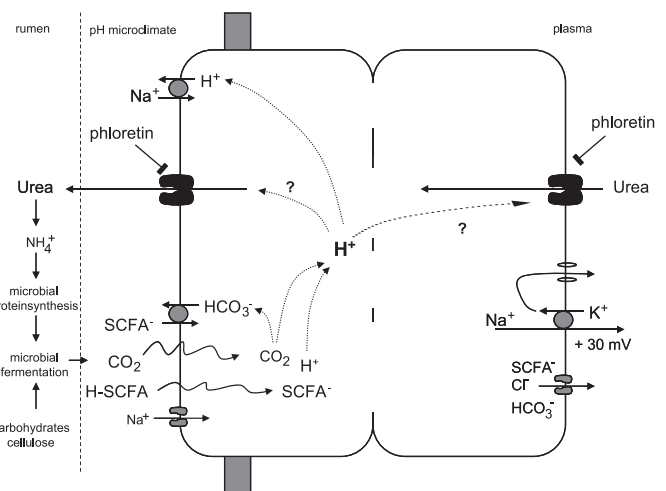 rumen
pH microclimate
plasma
H⁺
Na⁺
phloretin
phloretin
Urea
?
Urea
NH₄⁺
H⁺
?
microbial
roteinsynthesis
HCO₃⁻
SCFA⁻
Na⁺
K⁺
+ 30 mV
microbial
fermentation
CO₂
CO₂
H⁺
H-SCFA
SCFA⁻
SCFA⁻
Cl⁻
HCO₃⁻
Na⁺
arbohydrates
cellulose